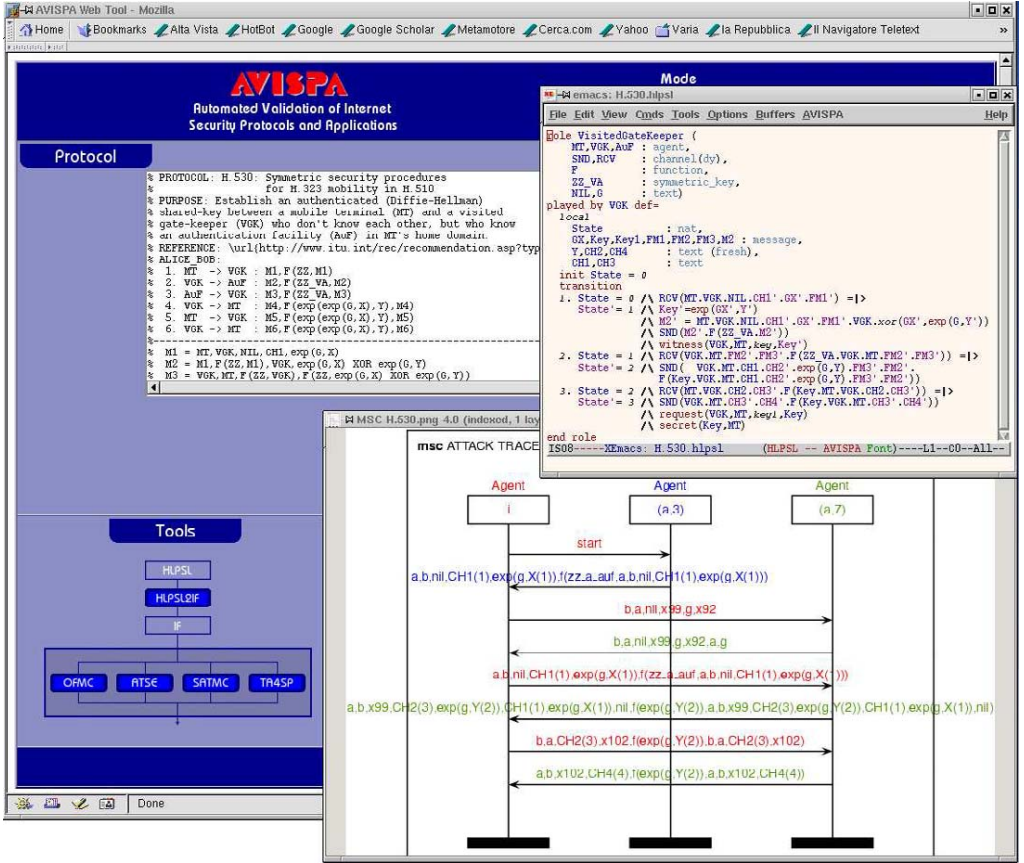 AVISPA Web Tool - Mozilla
Home Bookmarks Alta Vista HotBot Google Google Scholar Metamotore Cerca.com Yahoo Varia la Repubblica Il Navigatore Teletext »
AVISPA
Automated Validation of Internet
Security Protocols and Applications
Mode
Protocol
% PROTOCOL: H.530: Symmetric security procedures
% for H.323 mobility in H.510
% PURPOSE: Establish an authenticated (Diffie-Hellman)
% shared-key between a mobile terminal (MT) and a visited
% gate-keeper (VGK) who don't know each other, but who know
% an authentication facility (AuF) in MT's home domain.
% REFERENCE: \url{http://www.itu.int/rec/recommendation.asp?typ
% ALICE_BOB:
% 1. MT -> VGK : M1,F(ZZ,M1)
% 2. VGK -> AuF : M2,F(ZZ_VA,M2)
% 3. AuF -> VGK : M3,F(ZZ_VA,M3)
% 4. VGK -> MT : M4,F(exp(exp(G,X),Y),M4)
% 5. MT -> VGK : M5,F(exp(exp(G,X),Y),M5)
% 6. VGK -> MT : M6,F(exp(exp(G,X),Y),M6)
%-----------------------------------------------------
% M1 = MT,VGK,NIL,CH1,exp(G,X)
% M2 = M1,F(ZZ,M1),VGK,exp(G,X) XOR exp(G,Y)
% M3 = VGK,MT,F(ZZ,VGK),F(ZZ,exp(G,X) XOR exp(G,Y))
Tools
HLPSL
HLPSL2IF
IF
OFMC ATSE SATMC TA4SP
Done
emacs: H.530.hlpsl
File Edit View Cmds Tools Options Buffers AVISPA Help
role VisitedGateKeeper (
MT,VGK,AuF : agent,
SND,RCV : channel(dy),
F : function,
ZZ_VA : symmetric_key,
NIL,G : text)
played by VGK def=
local
State : nat,
GX,Key,Key1,FM1,FM2,FM3,M2 : message,
Y,CH2,CH4 : text (fresh),
CH1,CH3 : text
init State = 0
transition
1. State = 0 /\ RCV(MT.VGK.NIL.CH1'.GX'.FM1') =|>
State'= 1 /\ Key'=exp(GX',Y')
/\ M2' = MT.VGK.NIL.CH1'.GX'.FM1'.VGK.xor(GX',exp(G,Y'))
/\ SND(M2'.F(ZZ_VA.M2'))
/\ witness(VGK,MT,key,Key')
2. State = 1 /\ RCV(VGK.MT.FM2'.FM3'.F(ZZ_VA.VGK.MT.FM2'.FM3')) =|>
State'= 2 /\ SND( VGK.MT.CH1.CH2'.exp(G,Y).FM3'.FM2'.
F(Key.VGK.MT.CH1.CH2'.exp(G,Y).FM3'.FM2'))
3. State = 2 /\ RCV(MT.VGK.CH2.CH3'.F(Key.MT.VGK.CH2.CH3')) =|>
State'= 3 /\ SND(VGK.MT.CH3'.CH4'.F(Key.VGK.MT.CH3'.CH4'))
/\ request(VGK,MT,key1,Key)
/\ secret(Key,MT)
end role
ISO8-----XEmacs: H.530.hlpsl (HLPSL -- AVISPA Font)----L1--C0--All--
MSC H.530.png-4.0 (indexed, 1 lay
msc ATTACK TRACE
Agent Agent Agent
i (a,3) (a,7)
start
a,b,nil,CH1(1),exp(g,X(1)),f(zz_a_auf,a,b,nil,CH1(1),exp(g,X(1)))
b,a,nil,x99,g,x92
b,a,nil,x99,g,x92,a,g
a,b,nil,CH1(1),exp(g,X(1)),f(zz_a_auf,a,b,nil,CH1(1),exp(g,X(1)))
a,b,x99,CH2(3),exp(g,Y(2)),CH1(1),exp(g,X(1)),nil,f(exp(g,Y(2)),a,b,x99,CH2(3),exp(g,Y(2)),CH1(1),exp(g,X(1)),nil)
b,a,CH2(3),x102,f(exp(g,Y(2)),b,a,CH2(3),x102)
a,b,x102,CH4(4),f(exp(g,Y(2)),a,b,x102,CH4(4))